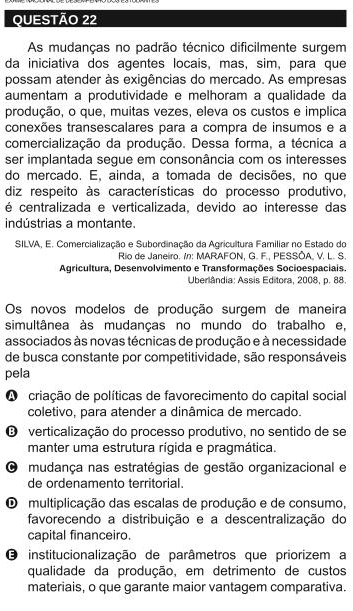 EXAME NACIONAL DE DESEMPENHO DOS ESTUDANTES
QUESTÃO 22
As mudanças no padrão técnico dificilmente surgem
da iniciativa dos agentes locais, mas, sim, para que
possam atender às exigências do mercado. As empresas
aumentam a produtividade e melhoram a qualidade da
produção, o que, muitas vezes, eleva os custos e implica
conexões transescalares para a compra de insumos e a
comercialização da produção. Dessa forma, a técnica a
ser implantada segue em consonância com os interesses
do mercado. E, ainda, a tomada de decisões, no que
diz respeito às características do processo produtivo,
é centralizada e verticalizada, devido ao interesse das
indústrias a montante.
SILVA, E. Comercialização e Subordinação da Agricultura Familiar no Estado do
Rio de Janeiro. In: MARAFON, G. F., PESSÔA, V. L. S.
Agricultura, Desenvolvimento e Transformações Socioespaciais.
Uberlândia: Assis Editora, 2008, p. 88.
Os novos modelos de produção surgem de maneira
simultânea às mudanças no mundo do trabalho e,
associados às novas técnicas de produção e à necessidade
de busca constante por competitividade, são responsáveis
pela
A criação de políticas de favorecimento do capital social
coletivo, para atender a dinâmica de mercado.
B verticalização do processo produtivo, no sentido de se
manter uma estrutura rígida e pragmática.
C mudança nas estratégias de gestão organizacional e
de ordenamento territorial.
D multiplicação das escalas de produção e de consumo,
favorecendo a distribuição e a descentralização do
capital financeiro.
E institucionalização de parâmetros que priorizem a
qualidade da produção, em detrimento de custos
materiais, o que garante maior vantagem comparativa.